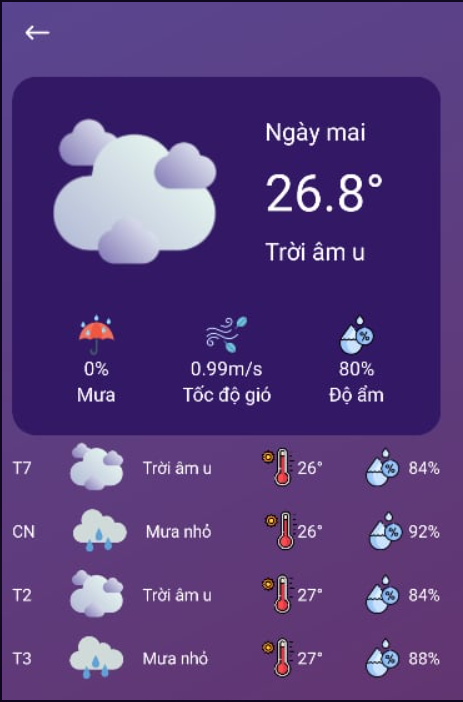 Ngày mai
26.8°
Trời âm u
0% 0.99m/s 80%
Mưa Tốc độ gió Độ ẩm
T7 Trời âm u 26° % 84%
CN Mưa nhỏ 26° % 92%
T2 Trời âm u 27° % 84%
T3 Mưa nhỏ 27° % 88%